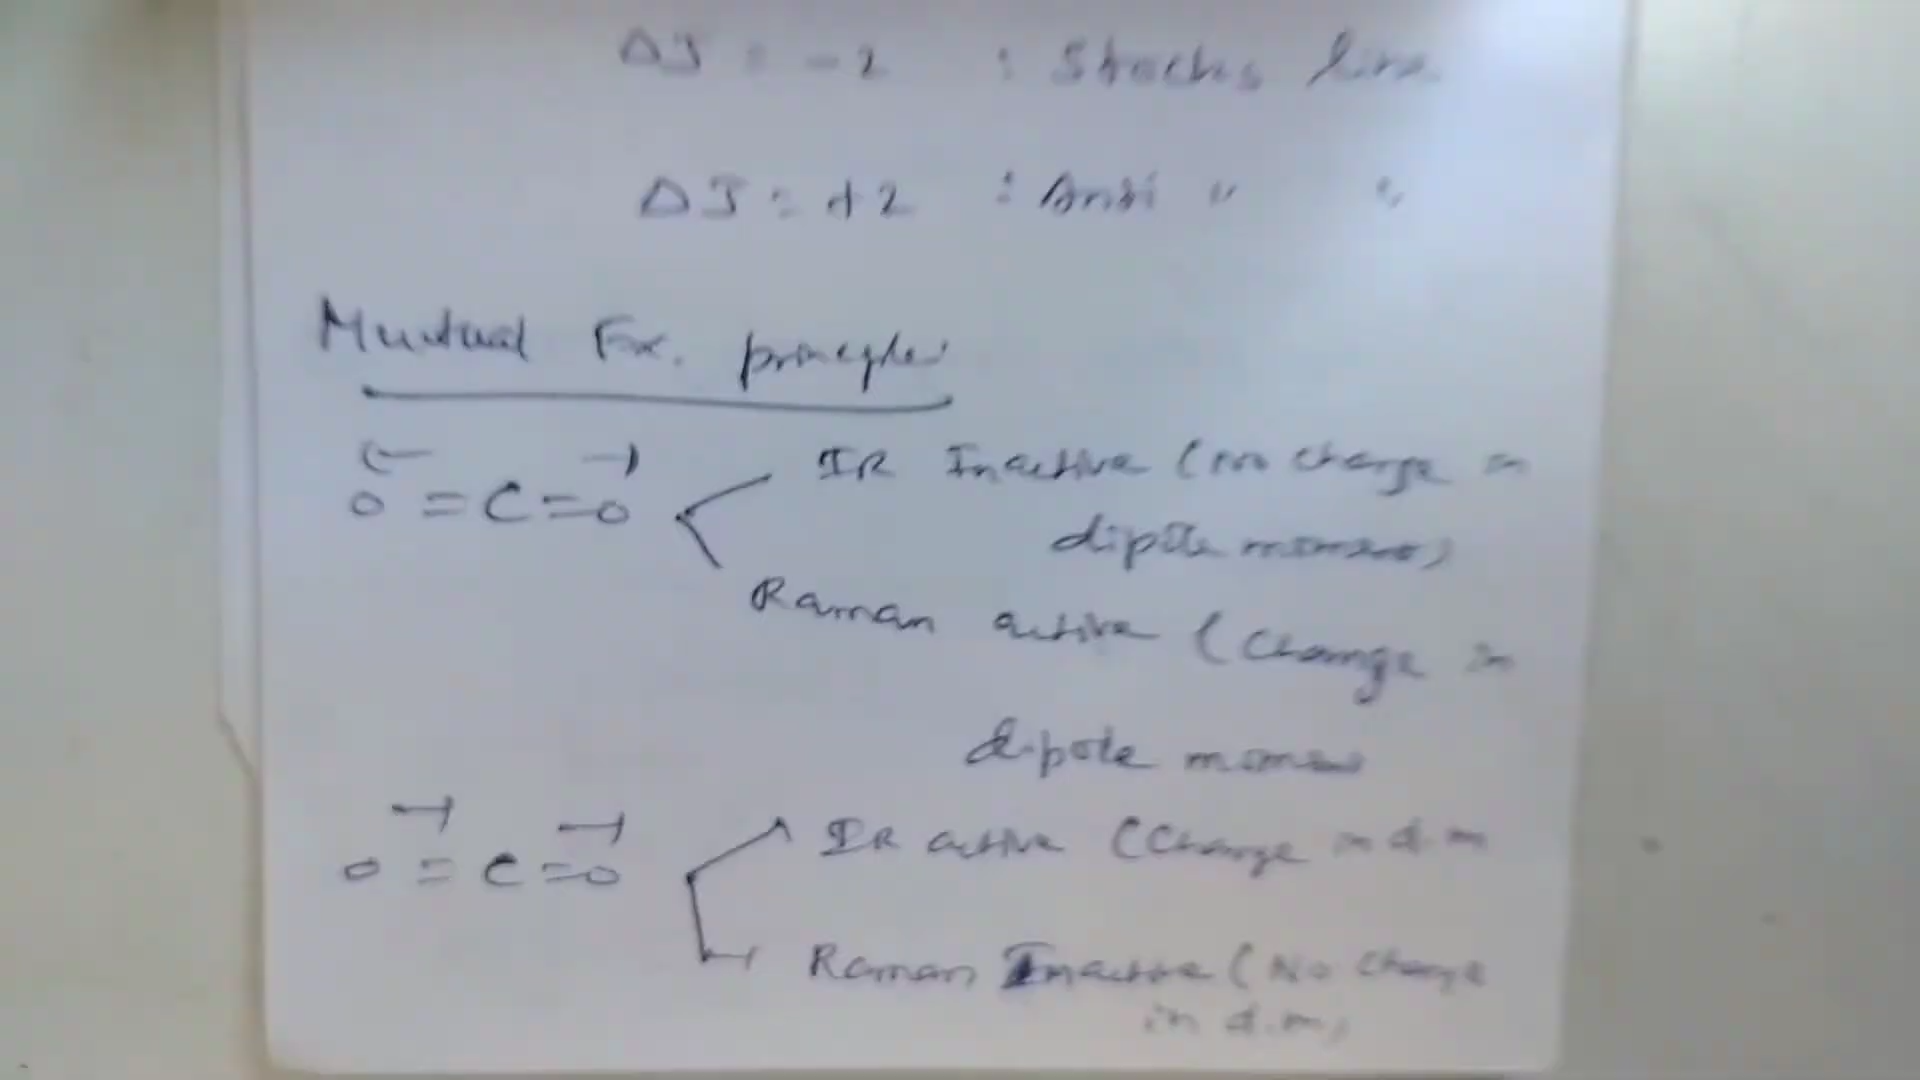 ΔJ = -2 : Stocks line
ΔJ = +2 : Anti " "
Mutual Ex. principle
O = C = O
IR Inactive (No change in
dipole moment)
Raman active (Change in
dipole moment
O = C = O
IR active (Change in d.m
Raman Inactive (No change
in d.m)